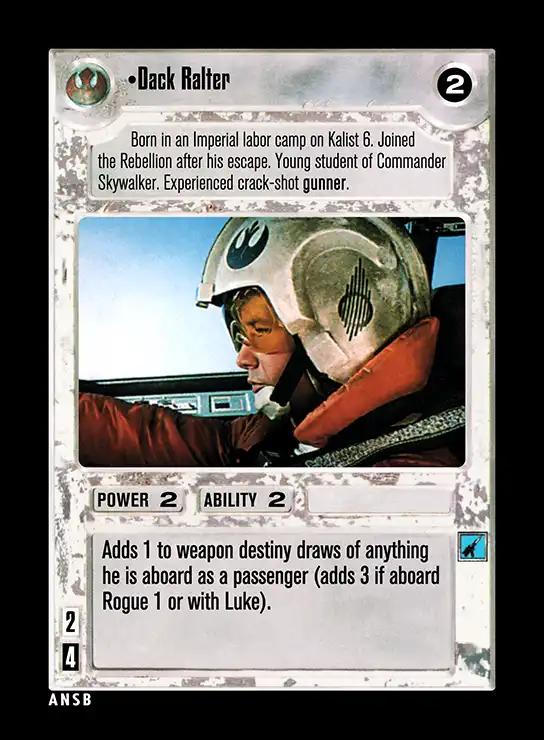 •Dack Ralter
2
Born in an Imperial labor camp on Kalist 6. Joined
the Rebellion after his escape. Young student of Commander
Skywalker. Experienced crack-shot gunner.
POWER 2 ABILITY 2
Adds 1 to weapon destiny draws of anything
he is aboard as a passenger (adds 3 if aboard
Rogue 1 or with Luke).
2
4
ANSB